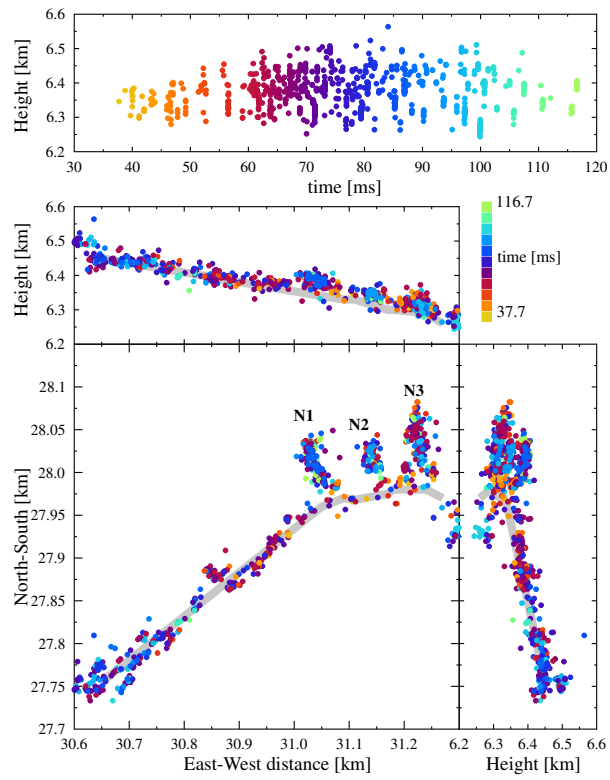 6.6
6.5
6.4
6.3
6.2
Height [km]
30 40 50 60 70 80 90 100 110 120
time [ms]
6.6
6.5
6.4
6.3
6.2
Height [km]
116.7
time [ms]
37.7
28.1
28.05
28.0
27.95
27.9
27.85
27.8
27.75
27.7
North-South [km]
N1
N2
N3
30.6 30.7 30.8 30.9 31.0 31.1 31.2 6.2 6.3 6.4 6.5 6.6
East-West distance [km] Height [km]